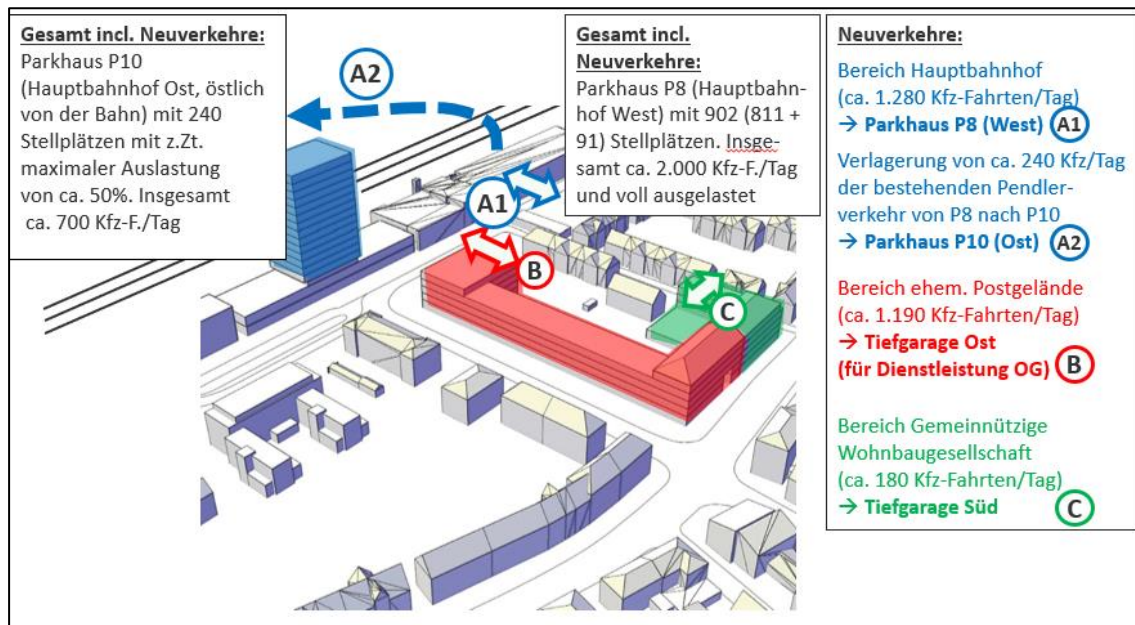 Gesamt incl. Neuverkehre:
Parkhaus P10
(Hauptbahnhof Ost, östlich
von der Bahn) mit 240
Stellplätzen mit z.Zt.
maximaler Auslastung
von ca. 50%. Insgesamt
ca. 700 Kfz-F./Tag
A2
Gesamt incl.
Neuverkehre:
Parkhaus P8 (Hauptbahn-
hof West) mit 902 (811 +
91) Stellplätzen. Insge-
samt ca. 2.000 Kfz-F./Tag
und voll ausgelastet
A1
B
C
Neuverkehre:
Bereich Hauptbahnhof
(ca. 1.280 Kfz-Fahrten/Tag)
→ Parkhaus P8 (West) A1
Verlagerung von ca. 240 Kfz/Tag
der bestehenden Pendler-
verkehr von P8 nach P10
→ Parkhaus P10 (Ost) A2
Bereich ehem. Postgelände
(ca. 1.190 Kfz-Fahrten/Tag)
→ Tiefgarage Ost
(für Dienstleistung OG) B
Bereich Gemeinnützige
Wohnbaugesellschaft
(ca. 180 Kfz-Fahrten/Tag)
→ Tiefgarage Süd C